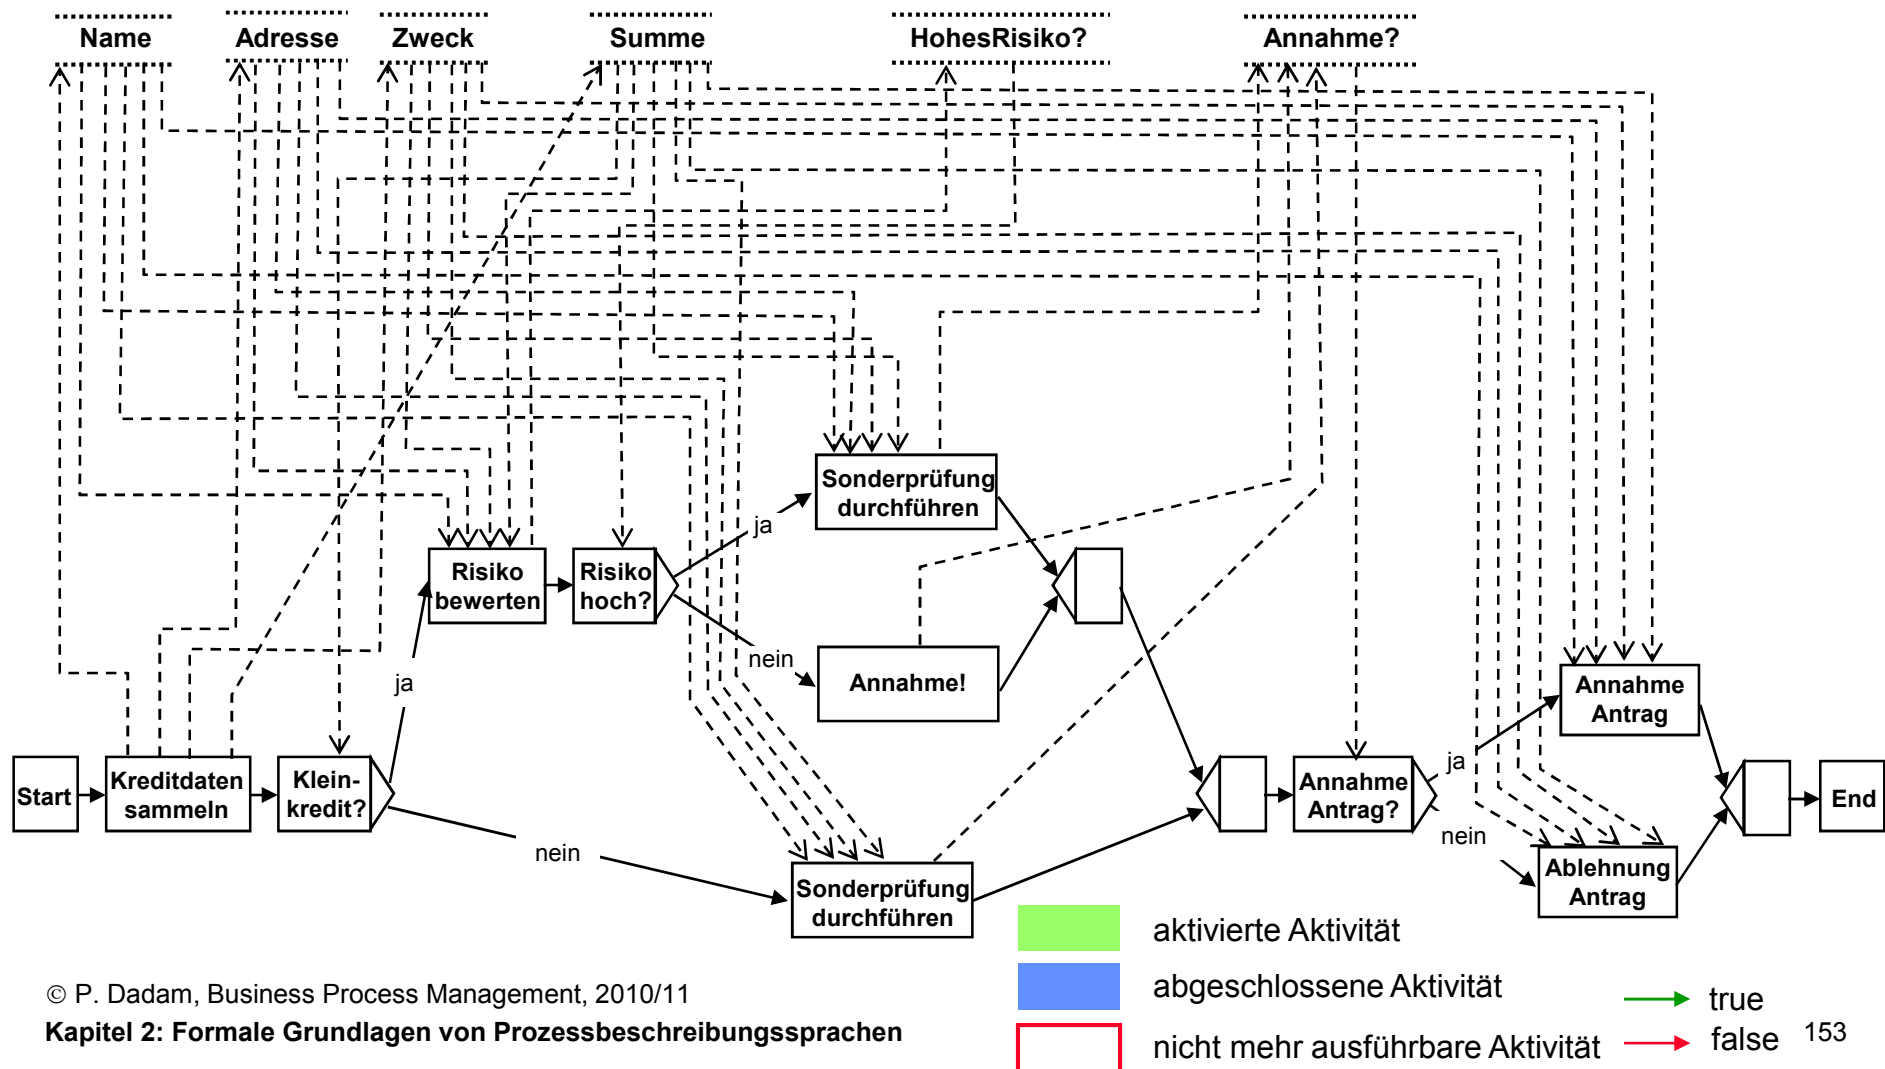 Name
Adresse
Zweck
Summe
HohesRisiko?
Annahme?
Sonderprüfung
durchführen
ja
Risiko
bewerten
Risiko
hoch?
nein
Annahme!
ja
Start
Kreditdaten
sammeln
Klein-
kredit?
nein
Sonderprüfung
durchführen
Annahme
Antrag?
ja
nein
Annahme
Antrag
Ablehnung
Antrag
End
aktivierte Aktivität
abgeschlossene Aktivität
nicht mehr ausführbare Aktivität
true
false
© P. Dadam, Business Process Management, 2010/11
Kapitel 2: Formale Grundlagen von Prozessbeschreibungssprachen
153